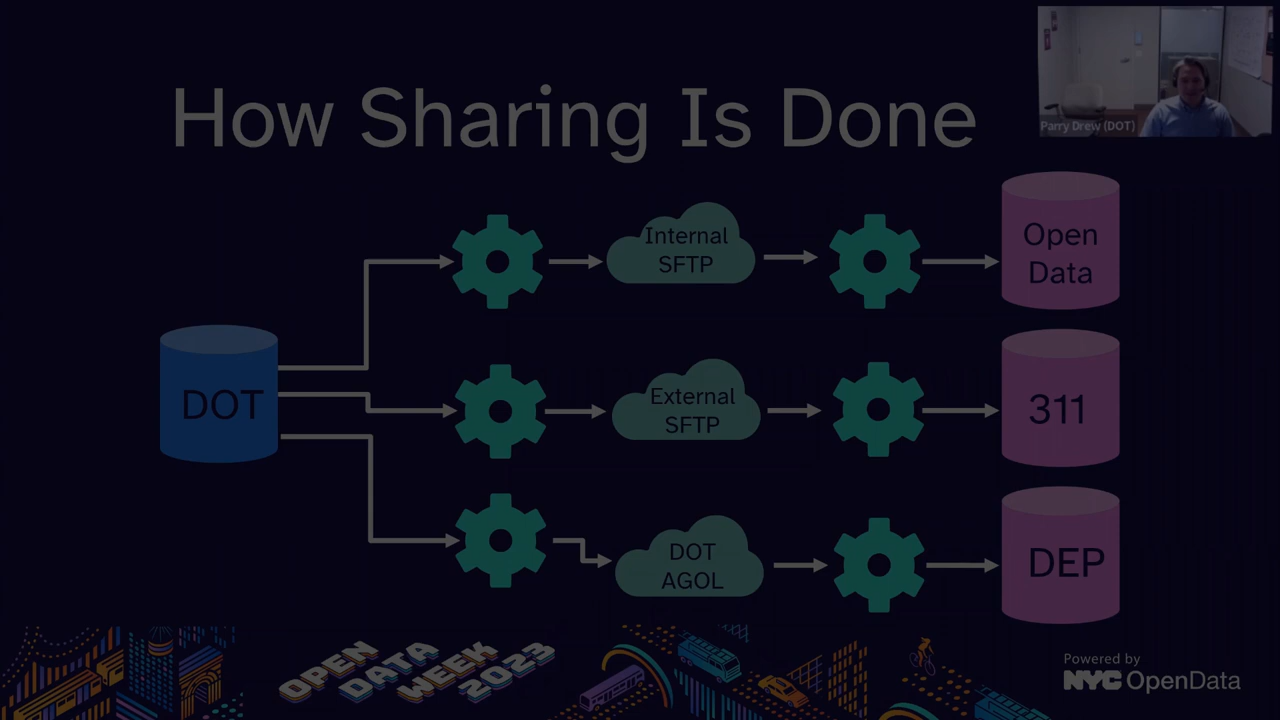 How Sharing Is Done
Parry Drew (DOT)
Internal
SFTP
Open
Data
DOT
External
SFTP
311
DOT
AGOL
DEP
OPEN
DATA
WEEK
2023
Powered by
NYC OpenData